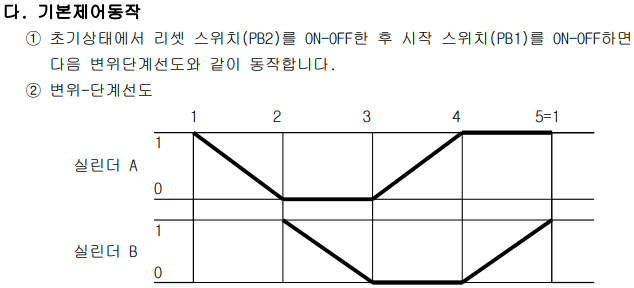 다. 기본제어동작
① 초기상태에서 리셋 스위치(PB2)를 ON-OFF한 후 시작 스위치(PB1)를 ON-OFF하면
다음 변위단계선도와 같이 동작합니다.
② 변위-단계선도
1 2 3 4 5=1
1
실린더 A
0
1
실린더 B
0